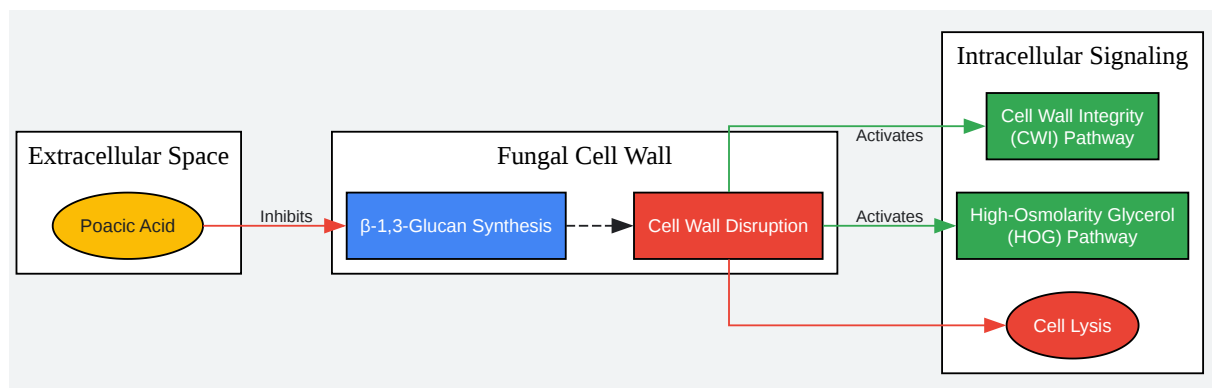 Extracellular Space
Poacic Acid
Inhibits
Fungal Cell Wall
β-1,3-Glucan Synthesis
Cell Wall Disruption
Activates
Activates
Intracellular Signaling
Cell Wall Integrity
(CWI) Pathway
High-Osmolarity Glycerol
(HOG) Pathway
Cell Lysis